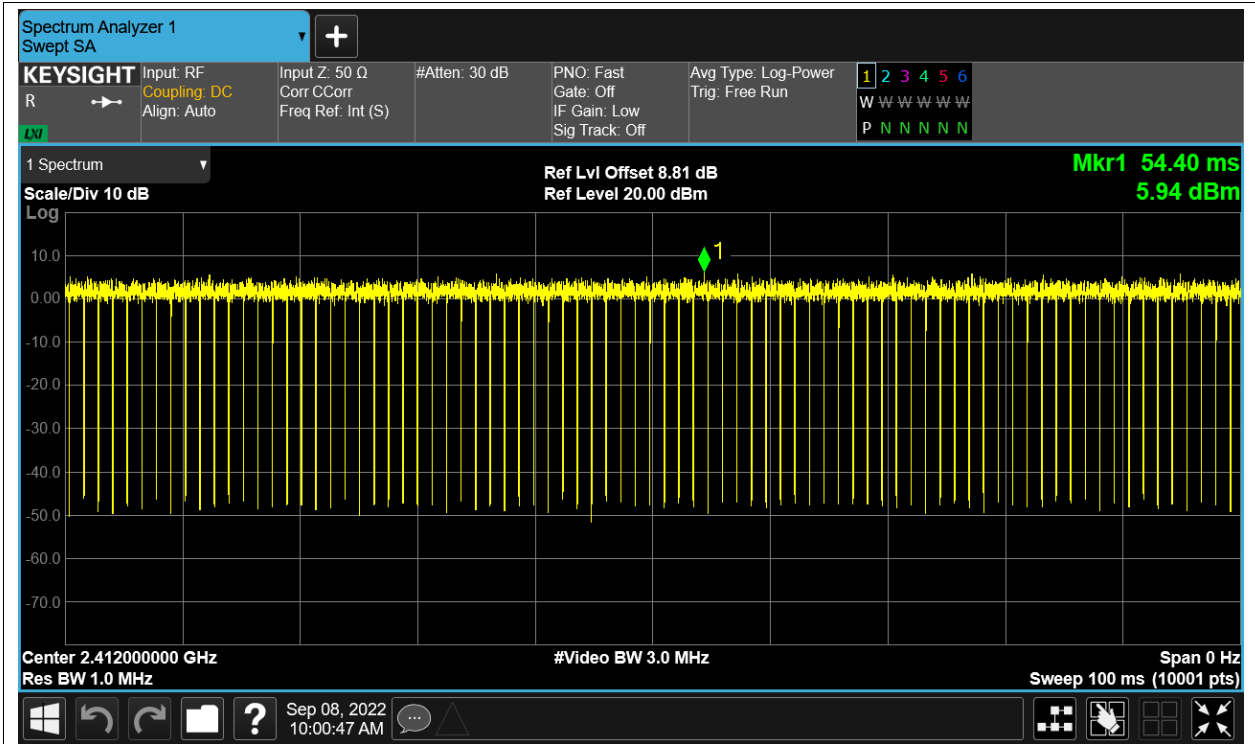 Spectrum Analyzer 1
Swept SA
KEYSIGHT
R
LXI
Input: RF
Coupling: DC
Align: Auto
Input Z: 50 Ω
Corr CCorr
Freq Ref: Int (S)
#Atten: 30 dB
PNO: Fast
Gate: Off
IF Gain: Low
Sig Track: Off
Avg Type: Log-Power
Trig: Free Run
1 2 3 4 5 6
W W W W W W
P N N N N N
1 Spectrum
Scale/Div 10 dB
Log
Ref Lvl Offset 8.81 dB
Ref Level 20.00 dBm
Mkr1 54.40 ms
5.94 dBm
1
10.0
0.00
-10.0
-20.0
-30.0
-40.0
-50.0
-60.0
-70.0
Center 2.412000000 GHz
Res BW 1.0 MHz
#Video BW 3.0 MHz
Span 0 Hz
Sweep 100 ms (10001 pts)
?
Sep 08, 2022
10:00:47 AM